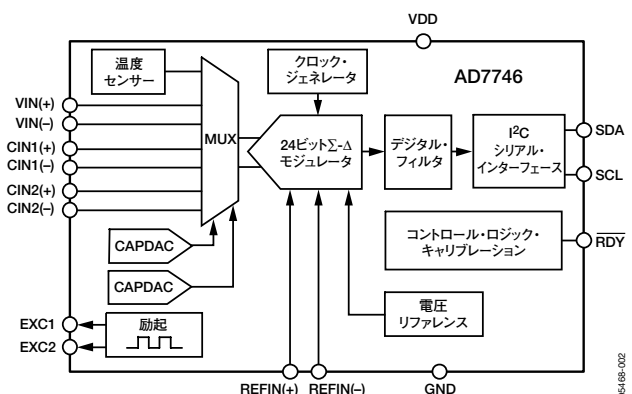 VDD
温度
センサー
クロック・
ジェネレータ
AD7746
VIN(+)
VIN(–)
CIN1(+)
CIN1(–)
CIN2(+)
CIN2(–)
MUX
24ビットΣ-Δ
モジュレータ
デジタル・
フィルタ
I²C
シリアル・
インターフェース
SDA
SCL
CAPDAC
CAPDAC
コントロール・ロジック・
キャリブレーション
RDY
EXC1
EXC2
励起
電圧
リファレンス
REFIN(+)
REFIN(–)
GND
05468-002